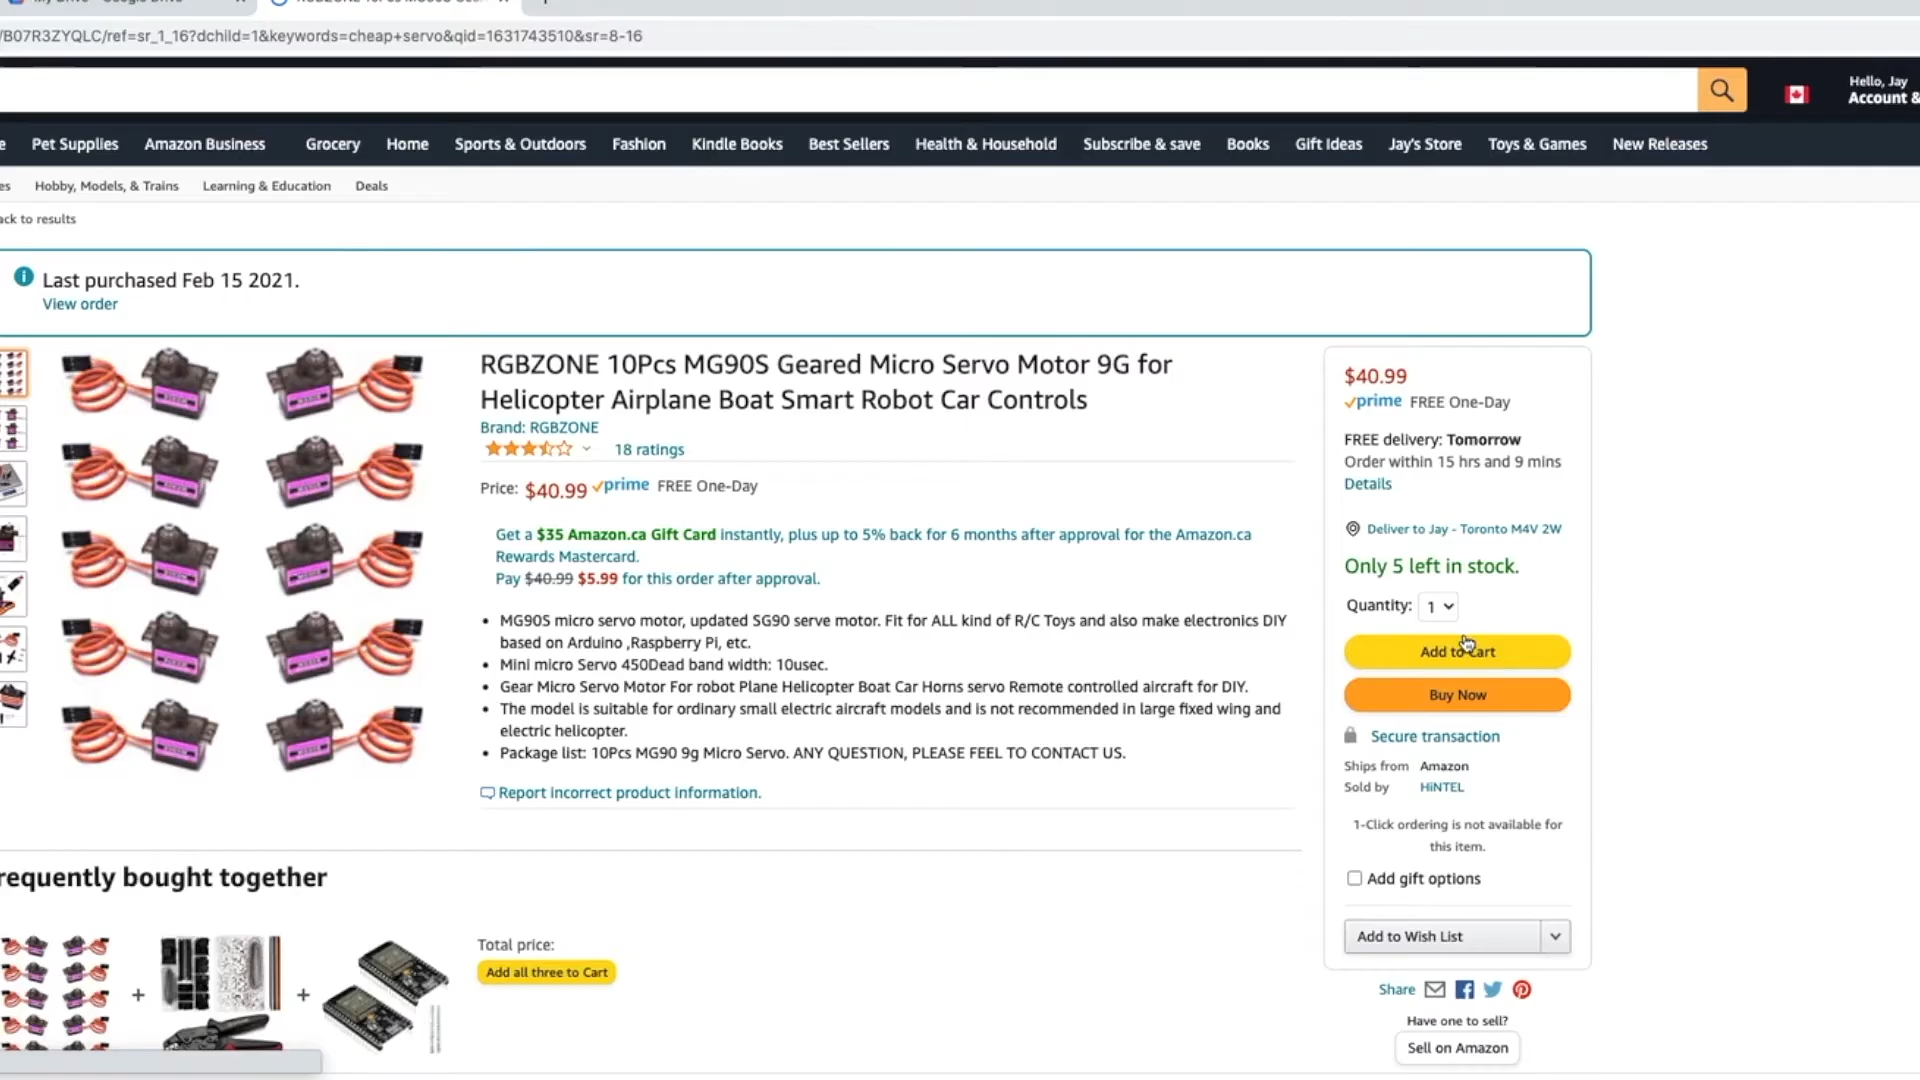 /B07R3ZYQLC/ref=sr_1_16?dchild=1&keywords=cheap+servo&qid=1631743510&sr=8-16
Hello, Jay
Account &
Pet Supplies Amazon Business Grocery Home Sports & Outdoors Fashion Kindle Books Best Sellers Health & Household Subscribe & save Books Gift Ideas Jay's Store Toys & Games New Releases
es Hobby, Models, & Trains Learning & Education Deals
ack to results
Last purchased Feb 15 2021.
View order
RGBZONE 10Pcs MG90S Geared Micro Servo Motor 9G for
Helicopter Airplane Boat Smart Robot Car Controls
Brand: RGBZONE
18 ratings
Price: $40.99 prime FREE One-Day
Get a $35 Amazon.ca Gift Card instantly, plus up to 5% back for 6 months after approval for the Amazon.ca
Rewards Mastercard.
Pay $40.99 $5.99 for this order after approval.
• MG90S micro servo motor, updated SG90 serve motor. Fit for ALL kind of R/C Toys and also make electronics DIY
based on Arduino ,Raspberry Pi, etc.
• Mini micro Servo 450Dead band width: 10usec.
• Gear Micro Servo Motor For robot Plane Helicopter Boat Car Horns servo Remote controlled aircraft for DIY.
• The model is suitable for ordinary small electric aircraft models and is not recommended in large fixed wing and
electric helicopter.
• Package list: 10Pcs MG90 9g Micro Servo. ANY QUESTION, PLEASE FEEL TO CONTACT US.
Report incorrect product information.
$40.99
prime FREE One-Day
FREE delivery: Tomorrow
Order within 15 hrs and 9 mins
Details
Deliver to Jay - Toronto M4V 2W
Only 5 left in stock.
Quantity: 1
Add to Cart
Buy Now
Secure transaction
Ships from Amazon
Sold by HiNTEL
1-Click ordering is not available for
this item.
Add gift options
Add to Wish List
Share
Have one to sell?
Sell on Amazon
requently bought together
Total price:
Add all three to Cart